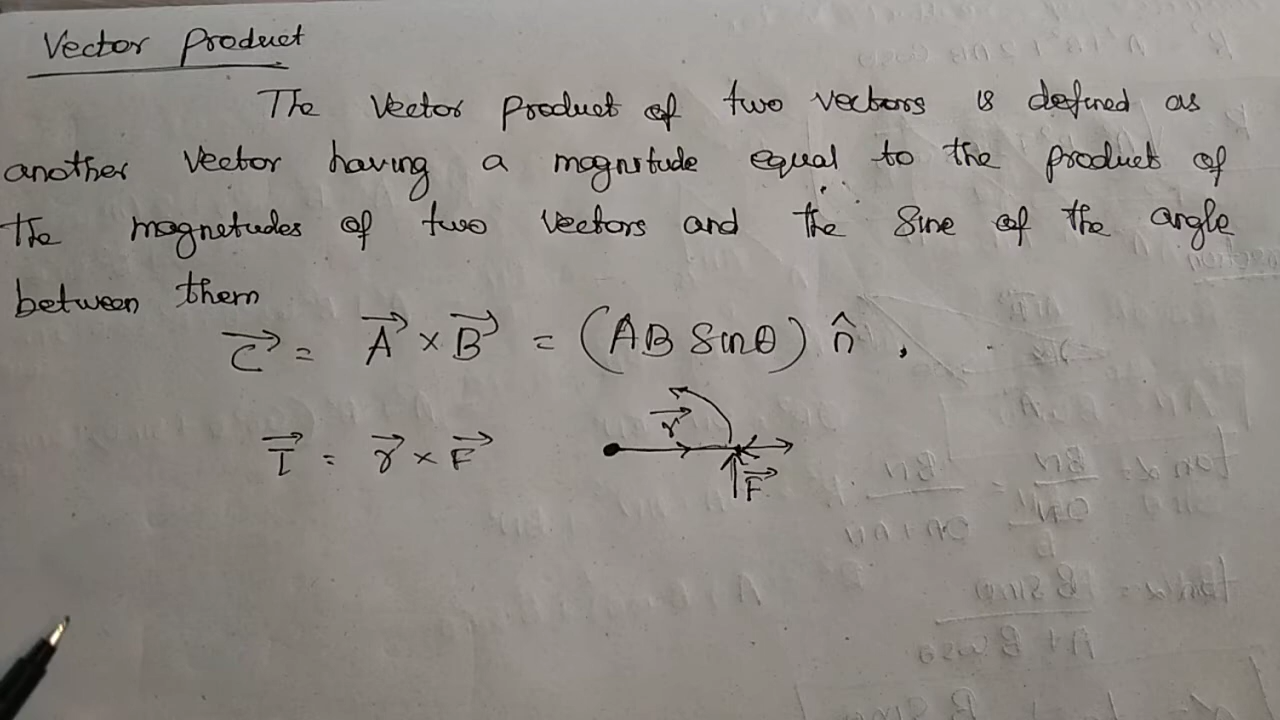 Vector Product
The Vector Product of two vectors is defined as
another Vector having a magnitude equal to the product of
the magnetudes of two vectors and the Sine of the angle
between them
C⃗ = A⃗ × B⃗ = (AB Sinθ) n̂ ,
τ⃗ = r⃗ × F⃗
r⃗
F⃗